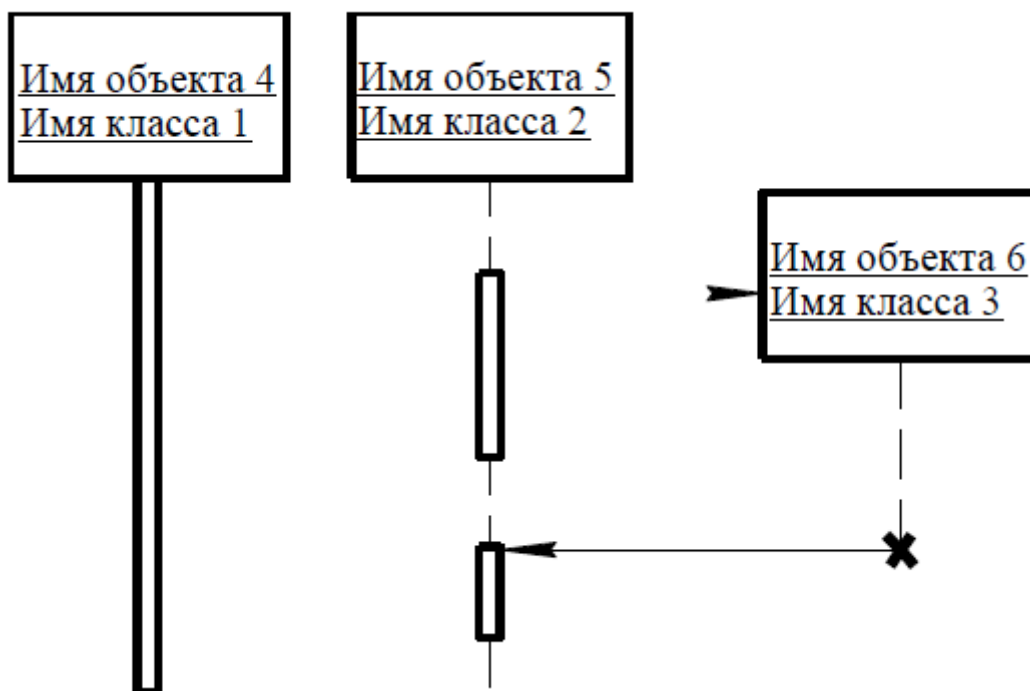 Имя объекта 4
Имя класса 1
Имя объекта 5
Имя класса 2
Имя объекта 6
Имя класса 3